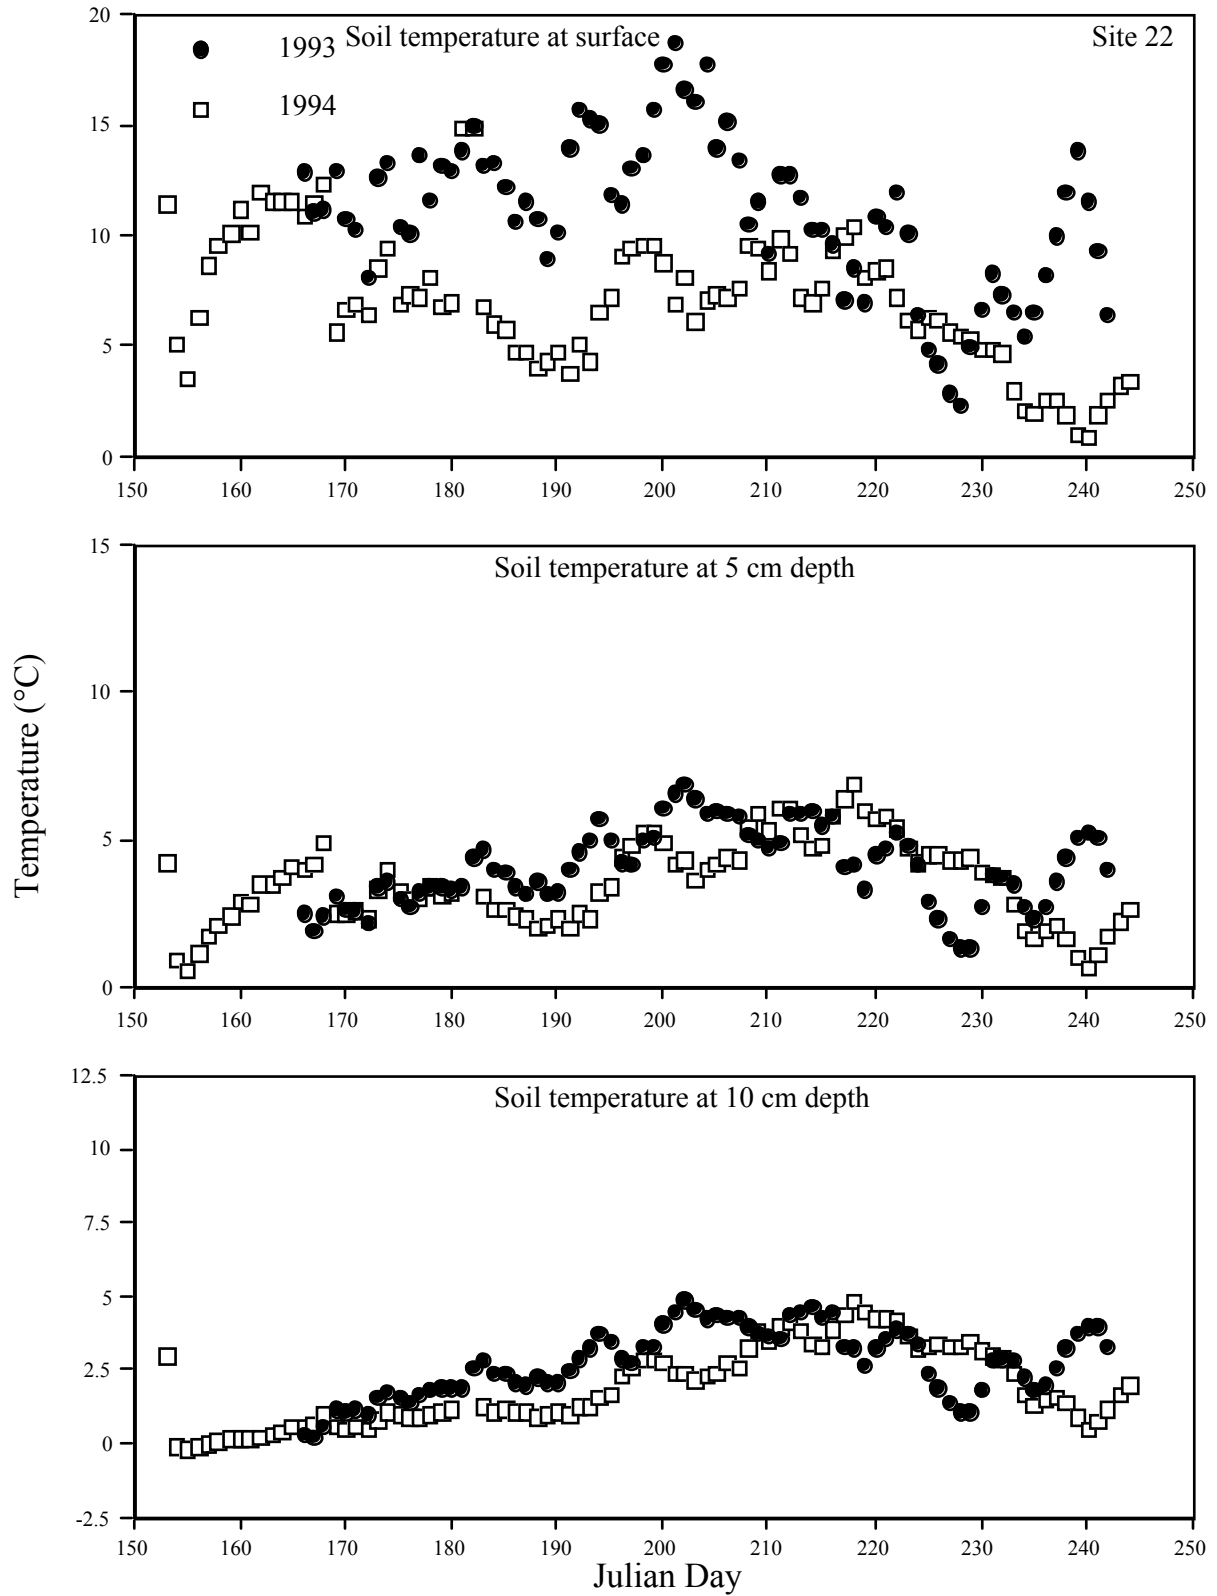 20
1993 Soil temperature at surface Site 22
1994
15
10
5
0
150 160 170 180 190 200 210 220 230 240 250
15
Soil temperature at 5 cm depth
10
5
0
150 160 170 180 190 200 210 220 230 240 250
Temperature (°C)
12.5
Soil temperature at 10 cm depth
10
7.5
5
2.5
0
-2.5
150 160 170 180 190 200 210 220 230 240 250
Julian Day